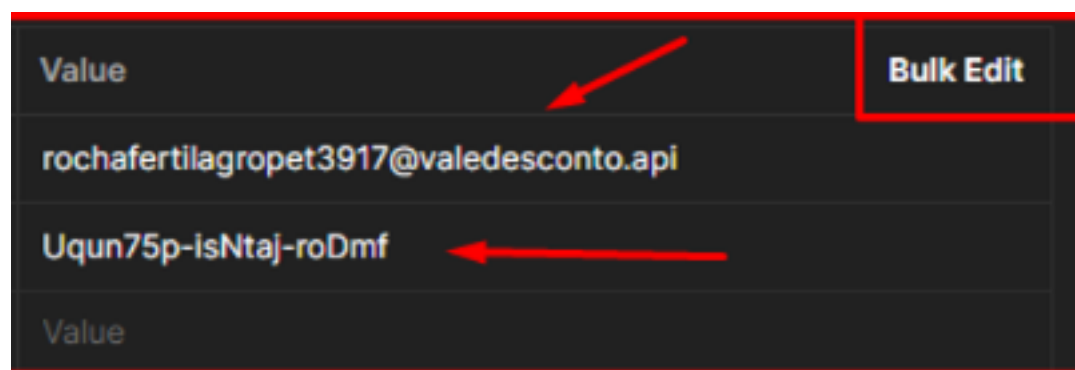 Value Bulk Edit
rochafertilagropet3917@valedesconto.api
Uqun75p-isNtaj-roDmf
Value